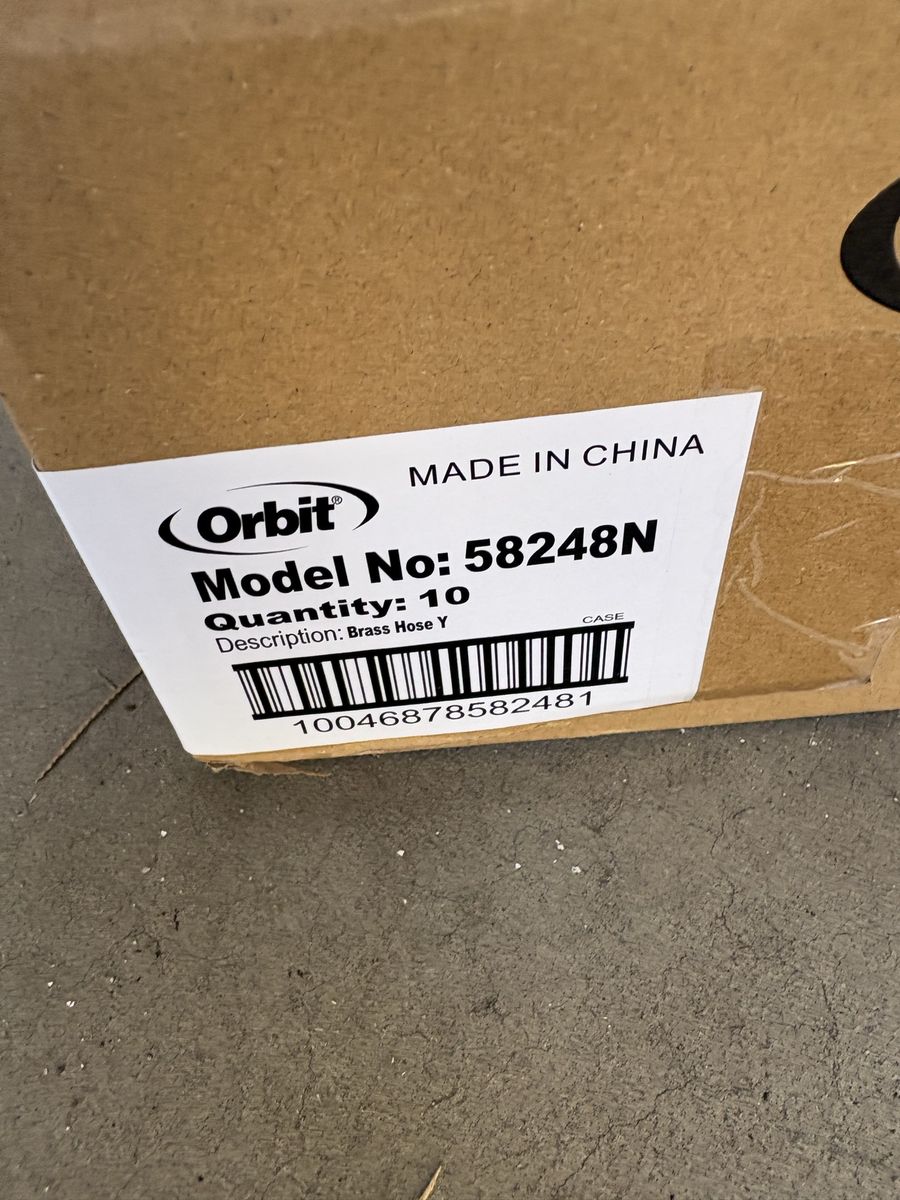 MADE IN CHINA
Orbit®
Model No: 58248N
Quantity: 10
Description: Brass Hose Y
CASE
10046878582481